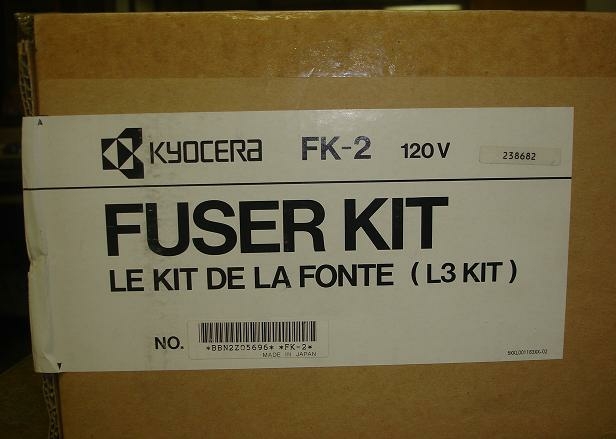 KYOCERA FK-2 120V 238682
FUSER KIT
LE KIT DE LA FONTE ( L3 KIT )
NO. *BBN2Z05696* *FK-2*
MADE IN JAPAN